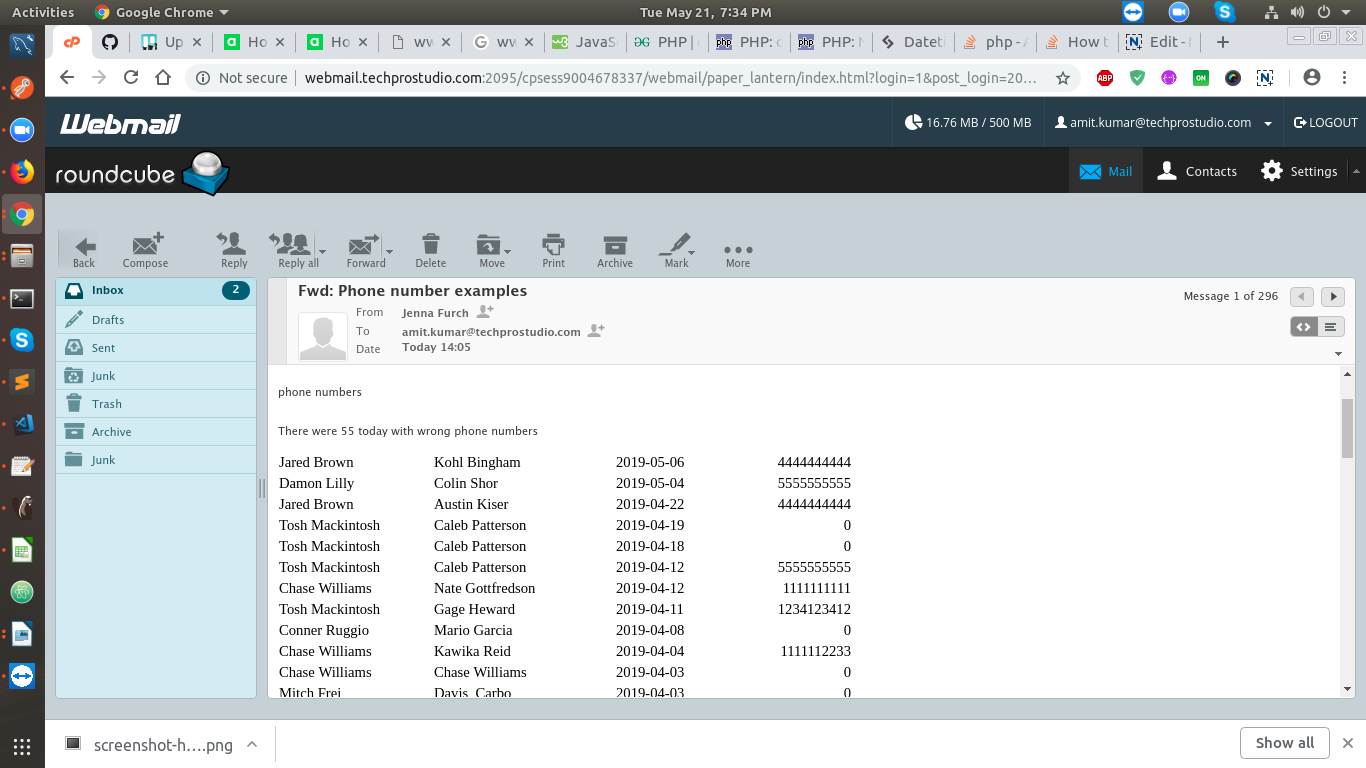 Activities Google Chrome Tue May 21, 7:34 PM
Up Ho Ho ww ww JavaS PHP | PHP: PHP: Dateti php - How t Edit -
Not secure | webmail.techprostudio.com:2095/cpsess9004678337/webmail/paper_lantern/index.html?login=1&post_login=20... ABP ON
Webmail 16.76 MB / 500 MB amit.kumar@techprostudio.com LOGOUT
roundcube Mail Contacts Settings
Back Compose Reply Reply all Forward Delete Move Print Archive Mark More
Inbox 2
Drafts
Sent
Junk
Trash
Archive
Junk
Fwd: Phone number examples Message 1 of 296
From Jenna Furch
To amit.kumar@techprostudio.com
Date Today 14:05
phone numbers
There were 55 today with wrong phone numbers
Jared Brown Kohl Bingham 2019-05-06 4444444444
Damon Lilly Colin Shor 2019-05-04 5555555555
Jared Brown Austin Kiser 2019-04-22 4444444444
Tosh Mackintosh Caleb Patterson 2019-04-19 0
Tosh Mackintosh Caleb Patterson 2019-04-18 0
Tosh Mackintosh Caleb Patterson 2019-04-12 5555555555
Chase Williams Nate Gottfredson 2019-04-12 1111111111
Tosh Mackintosh Gage Heward 2019-04-11 1234123412
Conner Ruggio Mario Garcia 2019-04-08 0
Chase Williams Kawika Reid 2019-04-04 1111112233
Chase Williams Chase Williams 2019-04-03 0
Mitch Frei Davis Carbo 2019-04-03 0
screenshot-h....png Show all